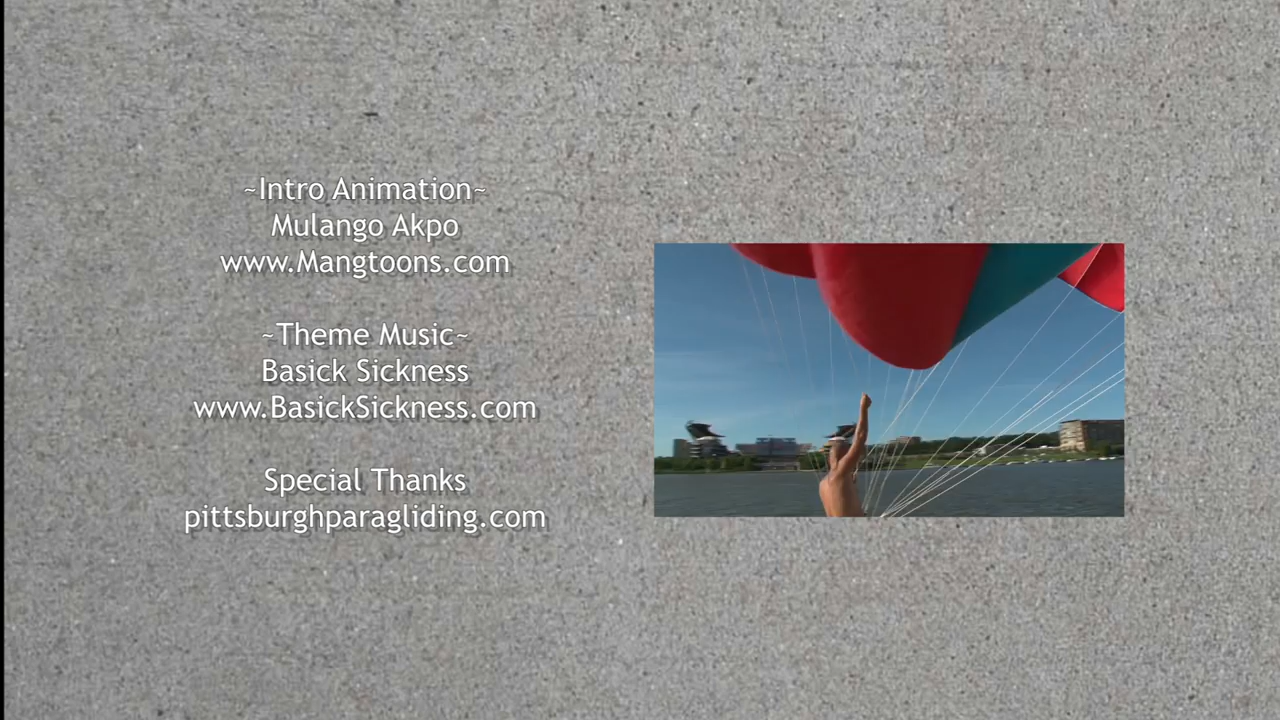 ~Intro Animation~
Mulango Akpo
www.Mangtoons.com
~Theme Music~
Basick Sickness
www.BasickSickness.com
Special Thanks
pittsburghparagliding.com